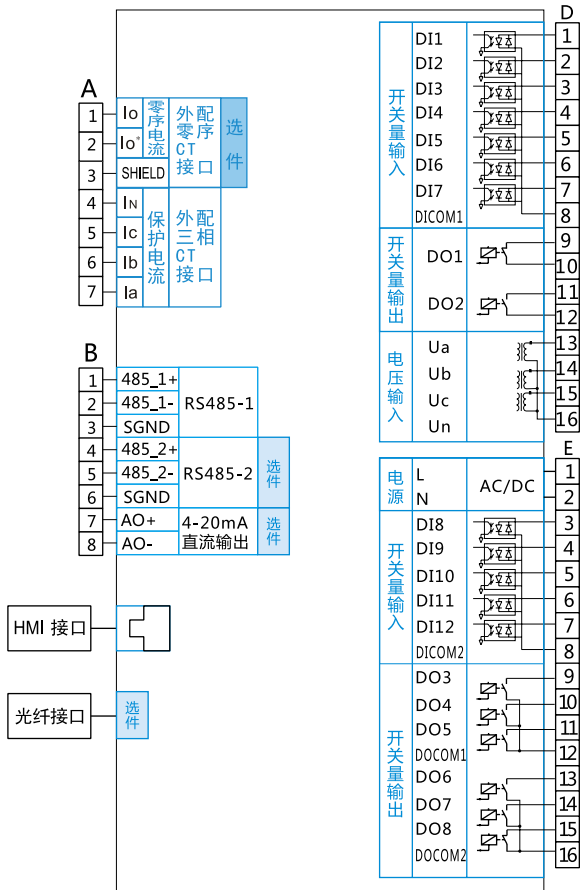 A
1 Io 零序电流 外配零序CT接口 选件
2 Io*
3 SHIELD
4 IN 保护电流 外配三相CT接口
5 Ic
6 Ib
7 Ia
B
1 485_1+ RS485-1
2 485_1-
3 SGND
4 485_2+ RS485-2 选件
5 485_2-
6 SGND
7 AO+ 4-20mA 直流输出 选件
8 AO-
HMI 接口
光纤接口 选件
D
开关量输入
DI1 1
DI2 2
DI3 3
DI4 4
DI5 5
DI6 6
DI7 7
DICOM1 8
开关量输出
DO1 9
10
DO2 11
12
电压输入
Ua 13
Ub 14
Uc 15
Un 16
E
电源
L AC/DC 1
N 2
开关量输入
DI8 3
DI9 4
DI10 5
DI11 6
DI12 7
DICOM2 8
开关量输出
DO3 9
DO4 10
DO5 11
DOCOM1 12
DO6 13
DO7 14
DO8 15
DOCOM2 16